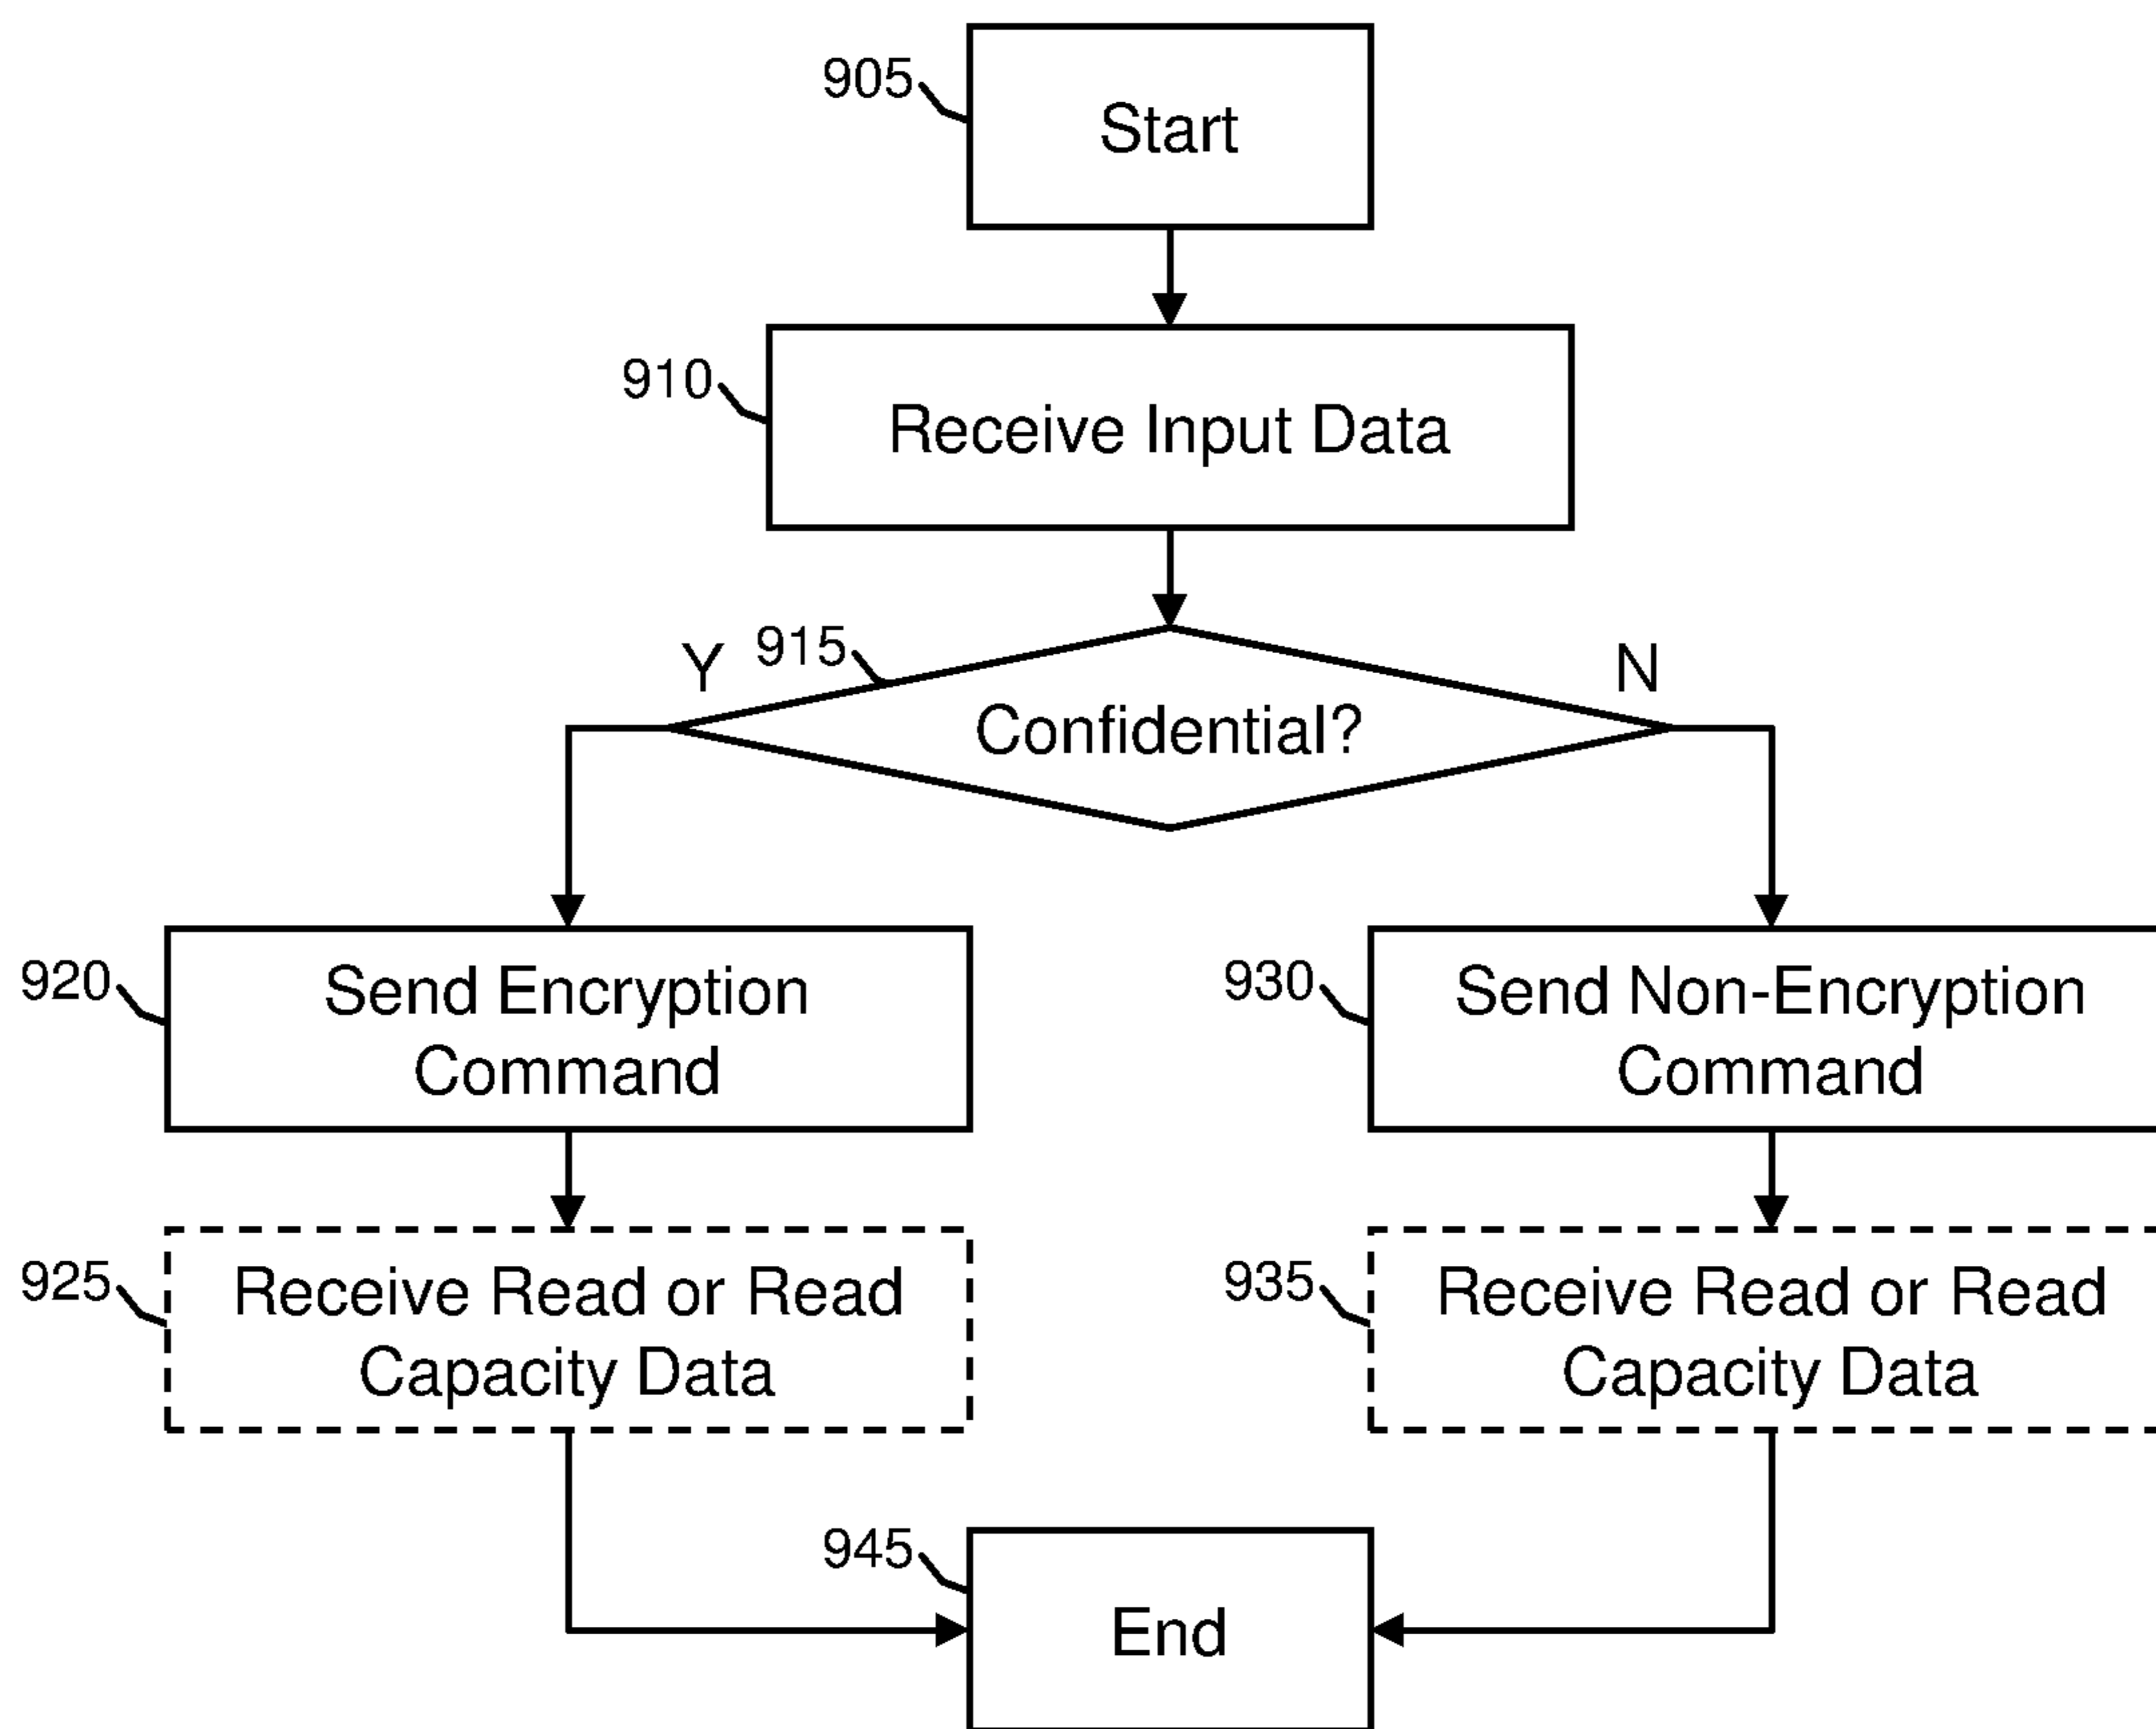 905
Start
910
Receive Input Data
Y
915
N
Confidential?
920
Send Encryption
Command
930
Send Non-Encryption
Command
925
Receive Read or Read
Capacity Data
935
Receive Read or Read
Capacity Data
945
End